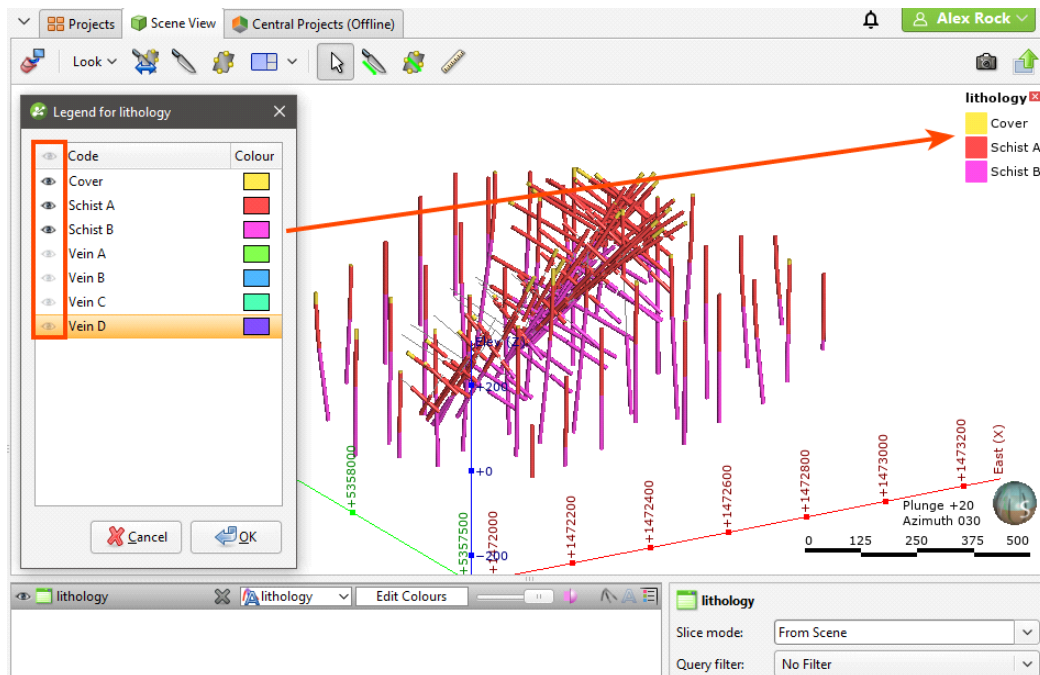 Projects Scene View Central Projects (Offline) Alex Rock
Look
Legend for lithology
Code Colour
Cover
Schist A
Schist B
Vein A
Vein B
Vein C
Vein D
Cancel OK
lithology
Cover
Schist A
Schist B
Elev (Z)
+200
+0
-200
+5358000
+5357500
+1472000
+1472200
+1472400
+1472600
+1472800
+1473000
+1473200
East (X)
Plunge +20
Azimuth 030
0 125 250 375 500
lithology lithology Edit Colours
lithology
Slice mode: From Scene
Query filter: No Filter